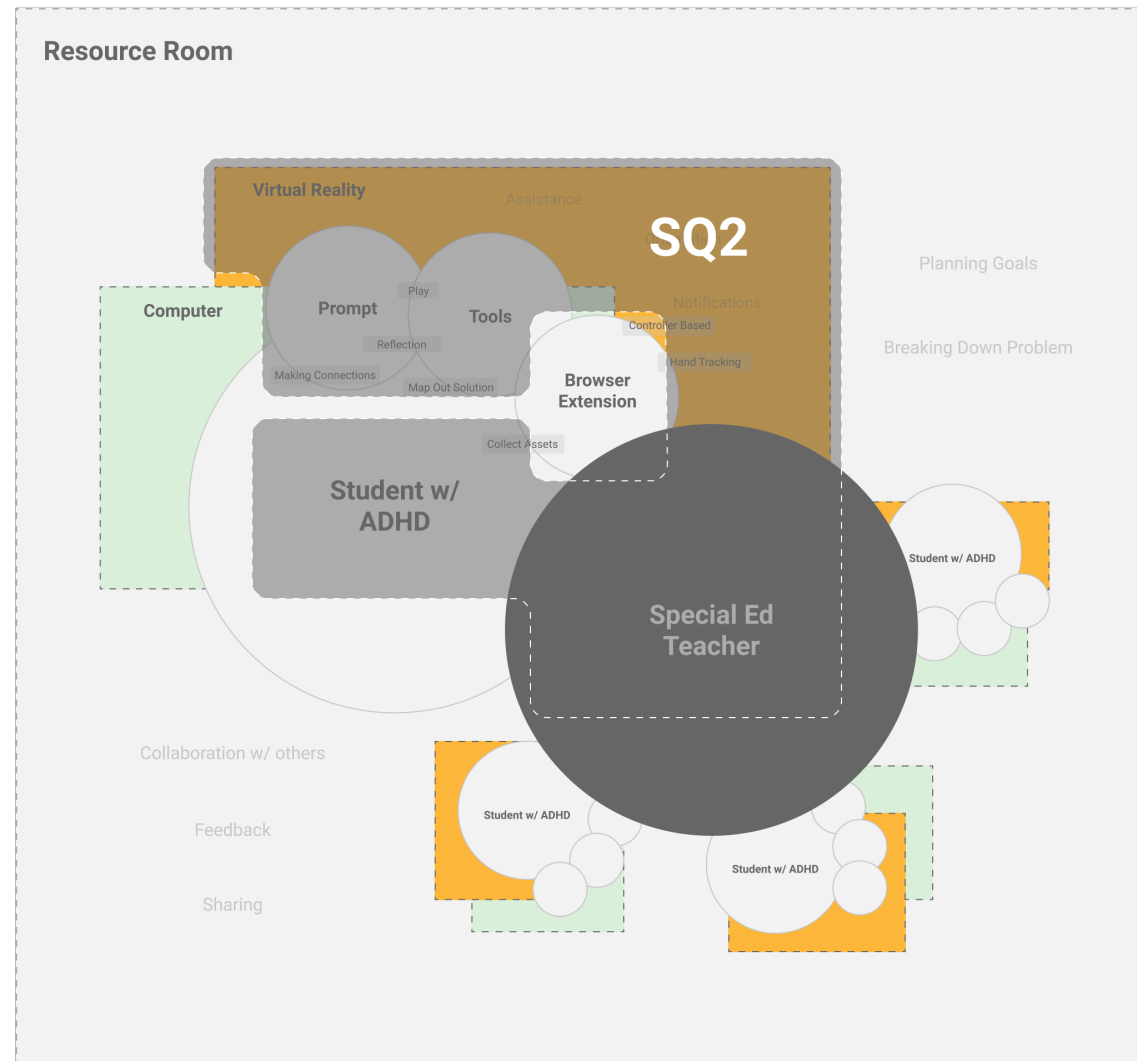 Resource Room
Virtual Reality
Assistance
SQ2
Planning Goals
Notifications
Computer
Prompt
Play
Tools
Controller Based
Reflection
Breaking Down Problem
Hand Tracking
Making Connections
Map Out Solution
Browser
Extension
Collect Assets
Student w/
ADHD
Student w/ ADHD
Special Ed
Teacher
Collaboration w/ others
Feedback
Sharing
Student w/ ADHD
Student w/ ADHD